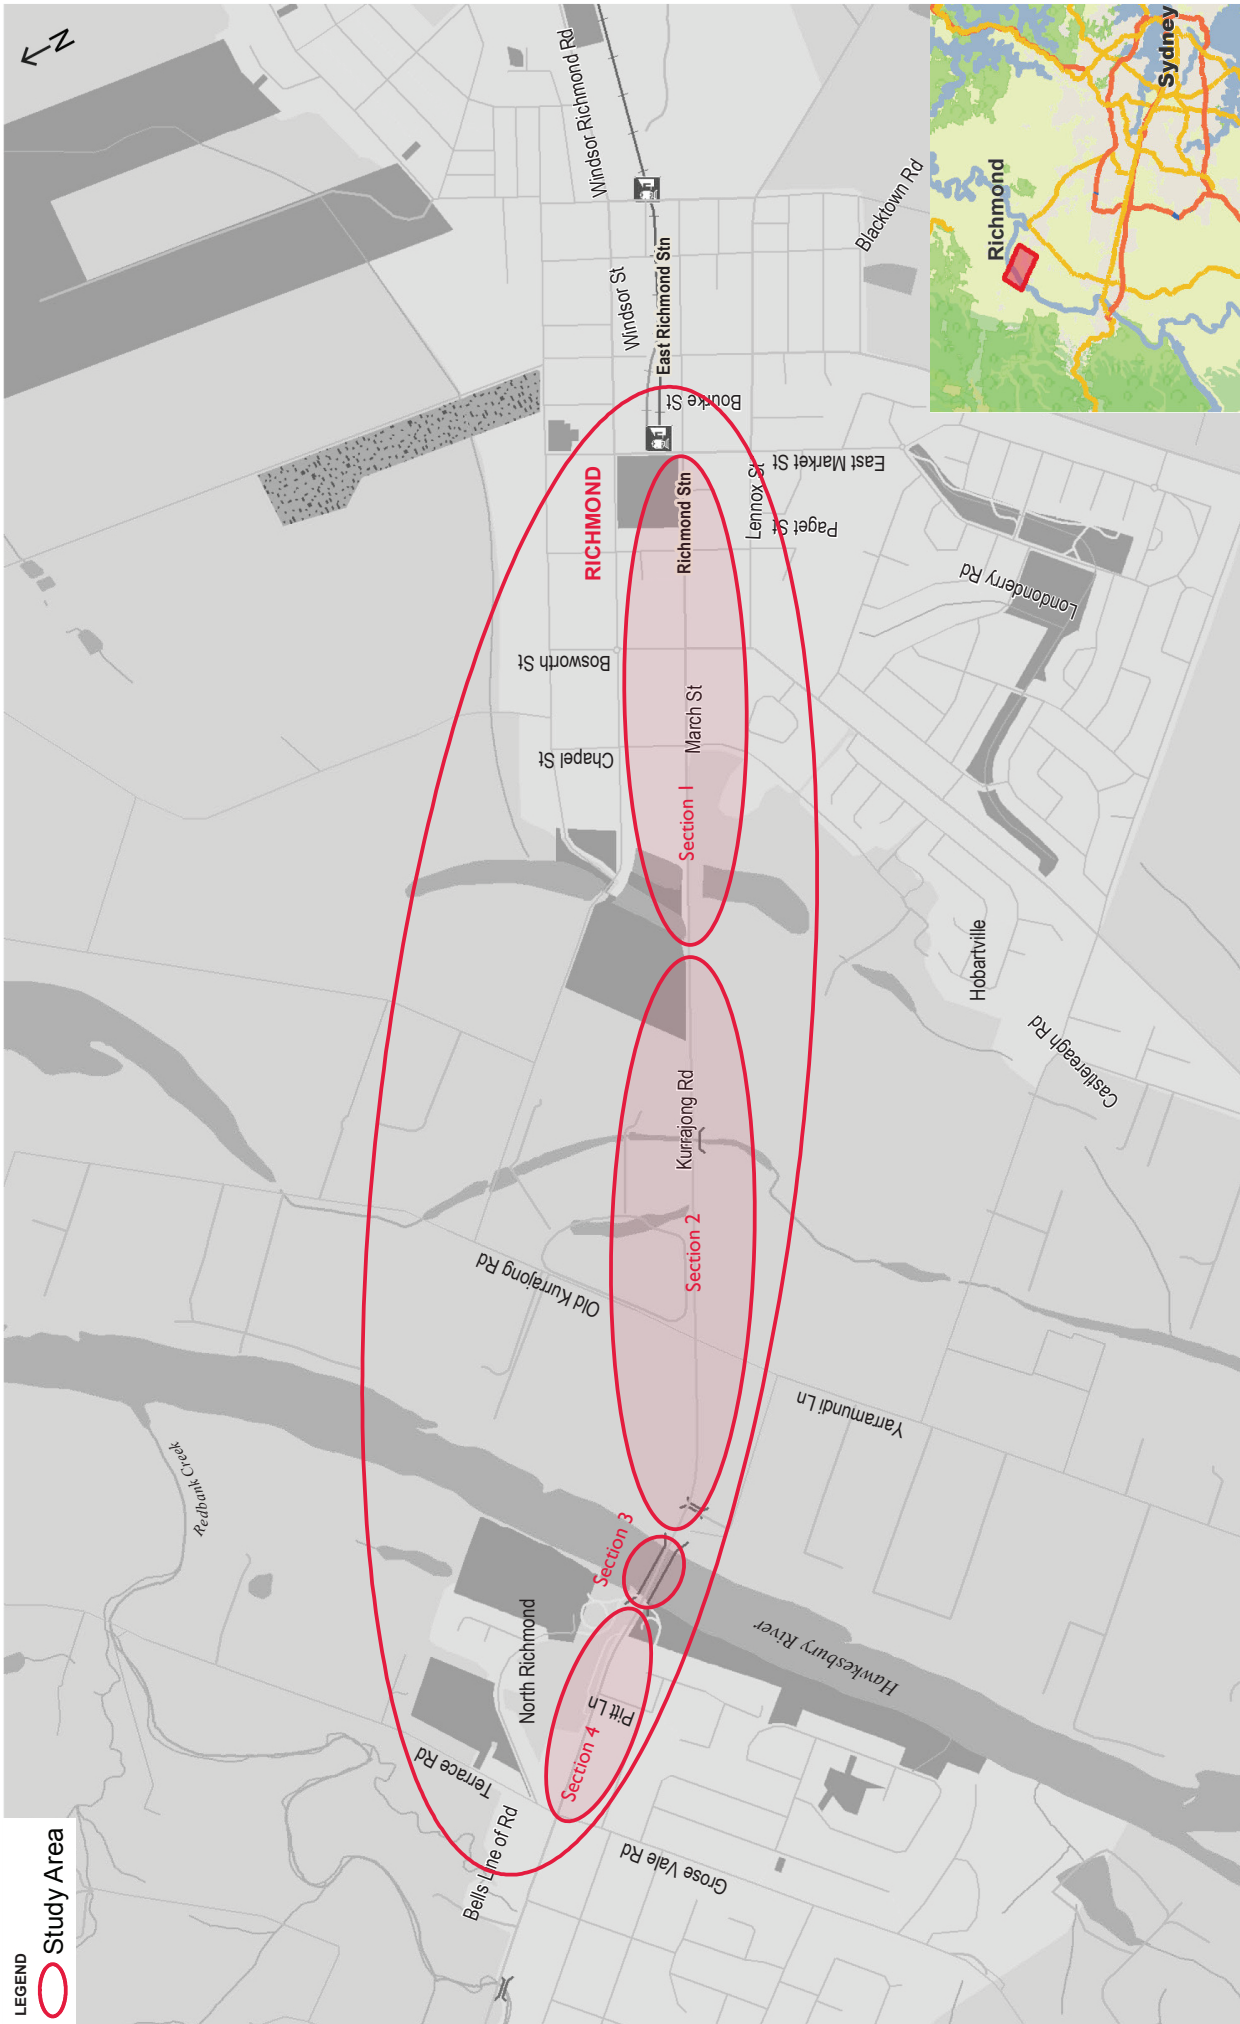 LEGEND
Study Area
N
Bells Line of Rd
Terrace Rd
Grose Vale Rd
North Richmond
Pitt Ln
Section 4
Section 3
Redbank Creek
Hawkesbury River
Yarramundi Ln
Old Kurrajong Rd
Section 2
Kurrajong Rd
Castlereagh Rd
Hobartville
Section 1
March St
Chapel St
Bosworth St
RICHMOND
Richmond Stn
Londonderry Rd
Lennox St
Paget St
East Market St
Bourke St
East Richmond Stn
Windsor St
Windsor Richmond Rd
Blacktown Rd
Richmond
Sydney